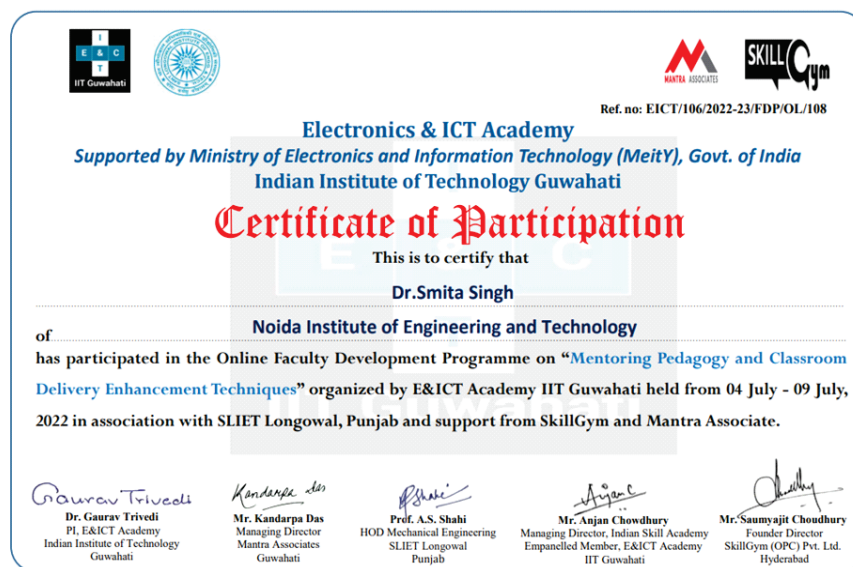 I
E & C
T
IIT Guwahati
MANTRA ASSOCIATES
SKILL Gym
Ref. no: EICT/106/2022-23/FDP/OL/108
Electronics & ICT Academy
Supported by Ministry of Electronics and Information Technology (MeitY), Govt. of India
Indian Institute of Technology Guwahati
Certificate of Participation
This is to certify that
Dr.Smita Singh
of Noida Institute of Engineering and Technology
has participated in the Online Faculty Development Programme on “Mentoring Pedagogy and Classroom
Delivery Enhancement Techniques” organized by E&ICT Academy IIT Guwahati held from 04 July - 09 July,
2022 in association with SLIET Longowal, Punjab and support from SkillGym and Mantra Associate.
E & C
T
IIT Guwahati
Gaurav Trivedi
Dr. Gaurav Trivedi
PI, E&ICT Academy
Indian Institute of Technology
Guwahati
Kandarpa Das
Mr. Kandarpa Das
Managing Director
Mantra Associates
Guwahati
Prof. A.S. Shahi
HOD Mechanical Engineering
SLIET Longowal
Punjab
Mr. Anjan Chowdhury
Managing Director, Indian Skill Academy
Empanelled Member, E&ICT Academy
IIT Guwahati
Mr. Saumyajit Choudhury
Founder Director
SkillGym (OPC) Pvt. Ltd.
Hyderabad